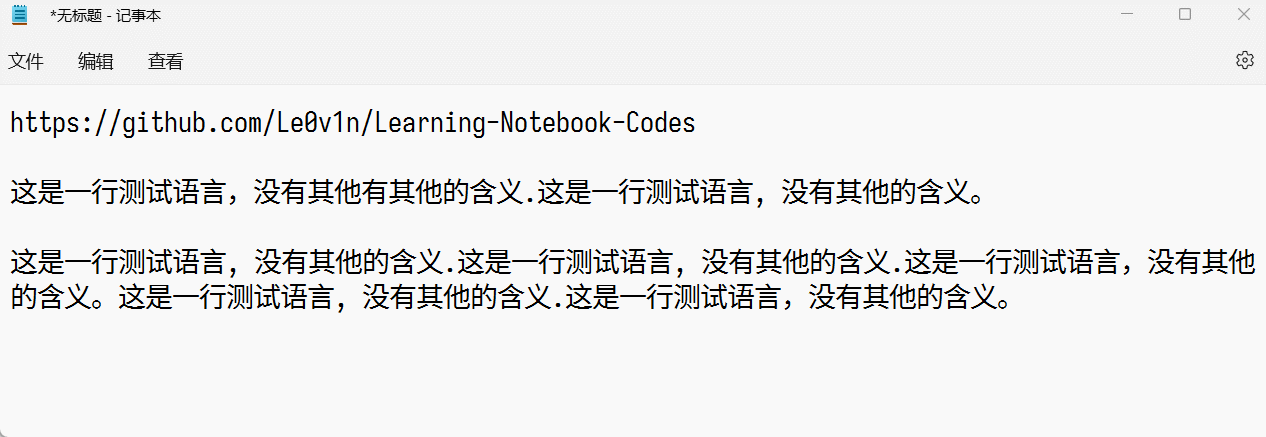 *无标题 - 记事本
文件 编辑 查看
https://github.com/Le0v1n/Learning-Notebook-Codes
这是一行测试语言，没有其他有其他的含义.这是一行测试语言, 没有其他的含义。
这是一行测试语言, 没有其他的含义.这是一行测试语言, 没有其他的含义.这是一行测试语言，没有其他
的含义。这是一行测试语言, 没有其他的含义.这是一行测试语言，没有其他的含义。